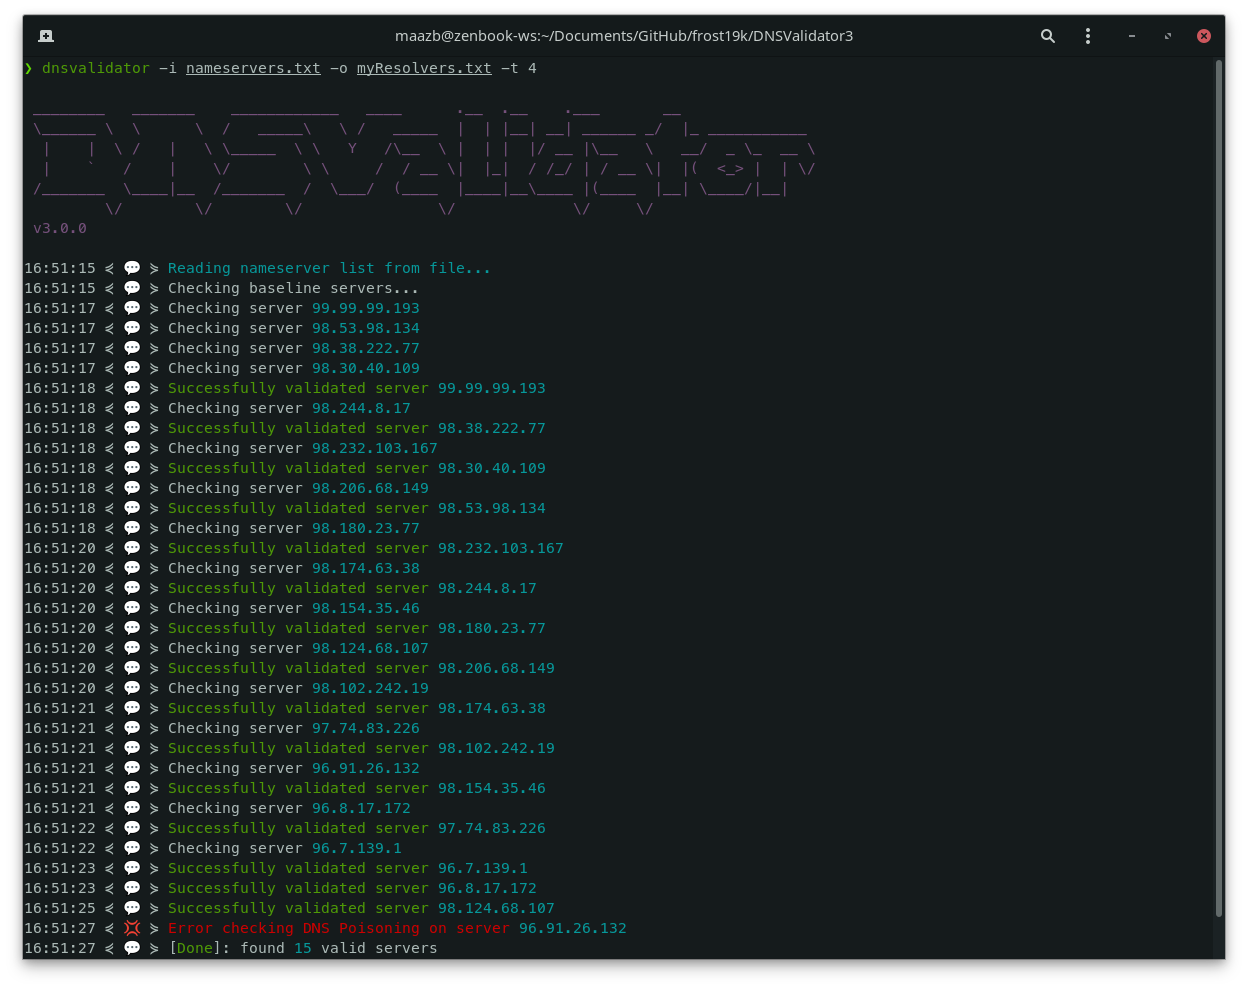 maazb@zenbook-ws:~/Documents/GitHub/frost19k/DNSValidator3
❯ dnsvalidator -i nameservers.txt -o myResolvers.txt -t 4
DNSValidator
v3.0.0
16:51:15 ⪪ 💬 ⪫ Reading nameserver list from file...
16:51:15 ⪪ 💬 ⪫ Checking baseline servers...
16:51:17 ⪪ 💬 ⪫ Checking server 99.99.99.193
16:51:17 ⪪ 💬 ⪫ Checking server 98.53.98.134
16:51:17 ⪪ 💬 ⪫ Checking server 98.38.222.77
16:51:17 ⪪ 💬 ⪫ Checking server 98.30.40.109
16:51:18 ⪪ 💬 ⪫ Successfully validated server 99.99.99.193
16:51:18 ⪪ 💬 ⪫ Checking server 98.244.8.17
16:51:18 ⪪ 💬 ⪫ Successfully validated server 98.38.222.77
16:51:18 ⪪ 💬 ⪫ Checking server 98.232.103.167
16:51:18 ⪪ 💬 ⪫ Successfully validated server 98.30.40.109
16:51:18 ⪪ 💬 ⪫ Checking server 98.206.68.149
16:51:18 ⪪ 💬 ⪫ Successfully validated server 98.53.98.134
16:51:18 ⪪ 💬 ⪫ Checking server 98.180.23.77
16:51:20 ⪪ 💬 ⪫ Successfully validated server 98.232.103.167
16:51:20 ⪪ 💬 ⪫ Checking server 98.174.63.38
16:51:20 ⪪ 💬 ⪫ Successfully validated server 98.244.8.17
16:51:20 ⪪ 💬 ⪫ Checking server 98.154.35.46
16:51:20 ⪪ 💬 ⪫ Successfully validated server 98.180.23.77
16:51:20 ⪪ 💬 ⪫ Checking server 98.124.68.107
16:51:20 ⪪ 💬 ⪫ Successfully validated server 98.206.68.149
16:51:20 ⪪ 💬 ⪫ Checking server 98.102.242.19
16:51:21 ⪪ 💬 ⪫ Successfully validated server 98.174.63.38
16:51:21 ⪪ 💬 ⪫ Checking server 97.74.83.226
16:51:21 ⪪ 💬 ⪫ Successfully validated server 98.102.242.19
16:51:21 ⪪ 💬 ⪫ Checking server 96.91.26.132
16:51:21 ⪪ 💬 ⪫ Successfully validated server 98.154.35.46
16:51:21 ⪪ 💬 ⪫ Checking server 96.8.17.172
16:51:22 ⪪ 💬 ⪫ Successfully validated server 97.74.83.226
16:51:22 ⪪ 💬 ⪫ Checking server 96.7.139.1
16:51:23 ⪪ 💬 ⪫ Successfully validated server 96.7.139.1
16:51:23 ⪪ 💬 ⪫ Successfully validated server 96.8.17.172
16:51:25 ⪪ 💬 ⪫ Successfully validated server 98.124.68.107
16:51:27 ⪪ 💢 ⪫ Error checking DNS Poisoning on server 96.91.26.132
16:51:27 ⪪ 💬 ⪫ [Done]: found 15 valid servers